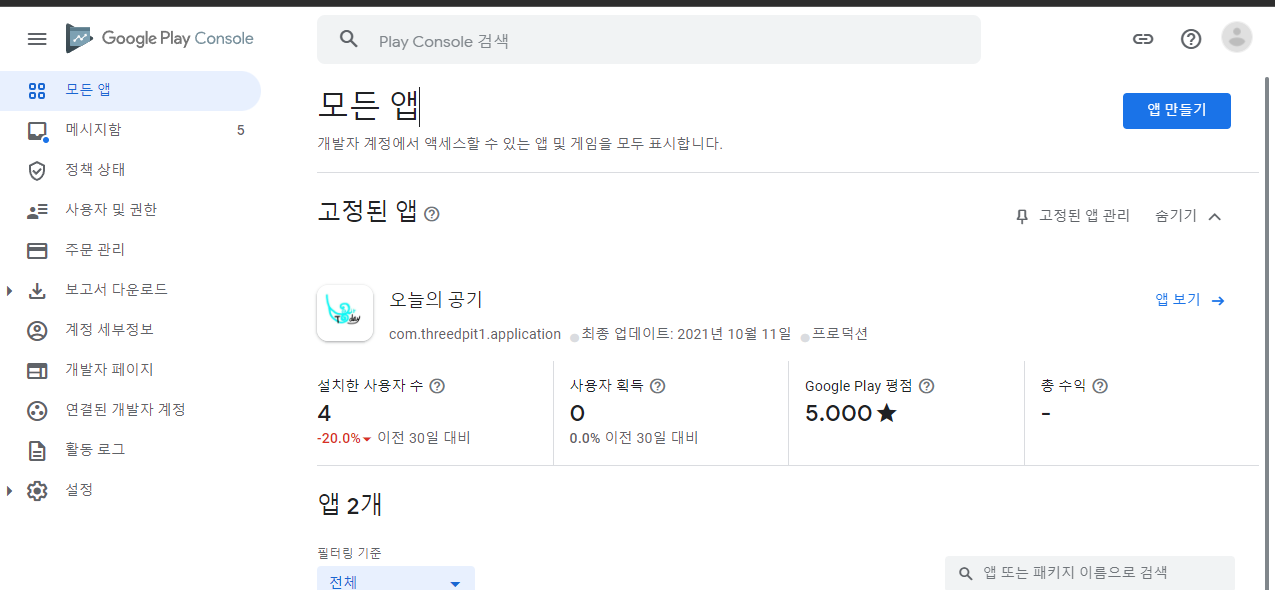 Google Play Console
Play Console 검색
모든 앱
메시지함 5
정책 상태
사용자 및 권한
주문 관리
보고서 다운로드
계정 세부정보
개발자 페이지
연결된 개발자 계정
활동 로그
설정
모든 앱
앱 만들기
개발자 계정에서 액세스할 수 있는 앱 및 게임을 모두 표시합니다.
고정된 앱
고정된 앱 관리 숨기기
오늘의 공기
앱 보기
com.threedpit1.application 최종 업데이트: 2021년 10월 11일 프로덕션
설치한 사용자 수
4
-20.0% 이전 30일 대비
사용자 획득
0
0.0% 이전 30일 대비
Google Play 평점
5.000★
총 수익
-
앱 2개
필터링 기준
전체
앱 또는 패키지 이름으로 검색